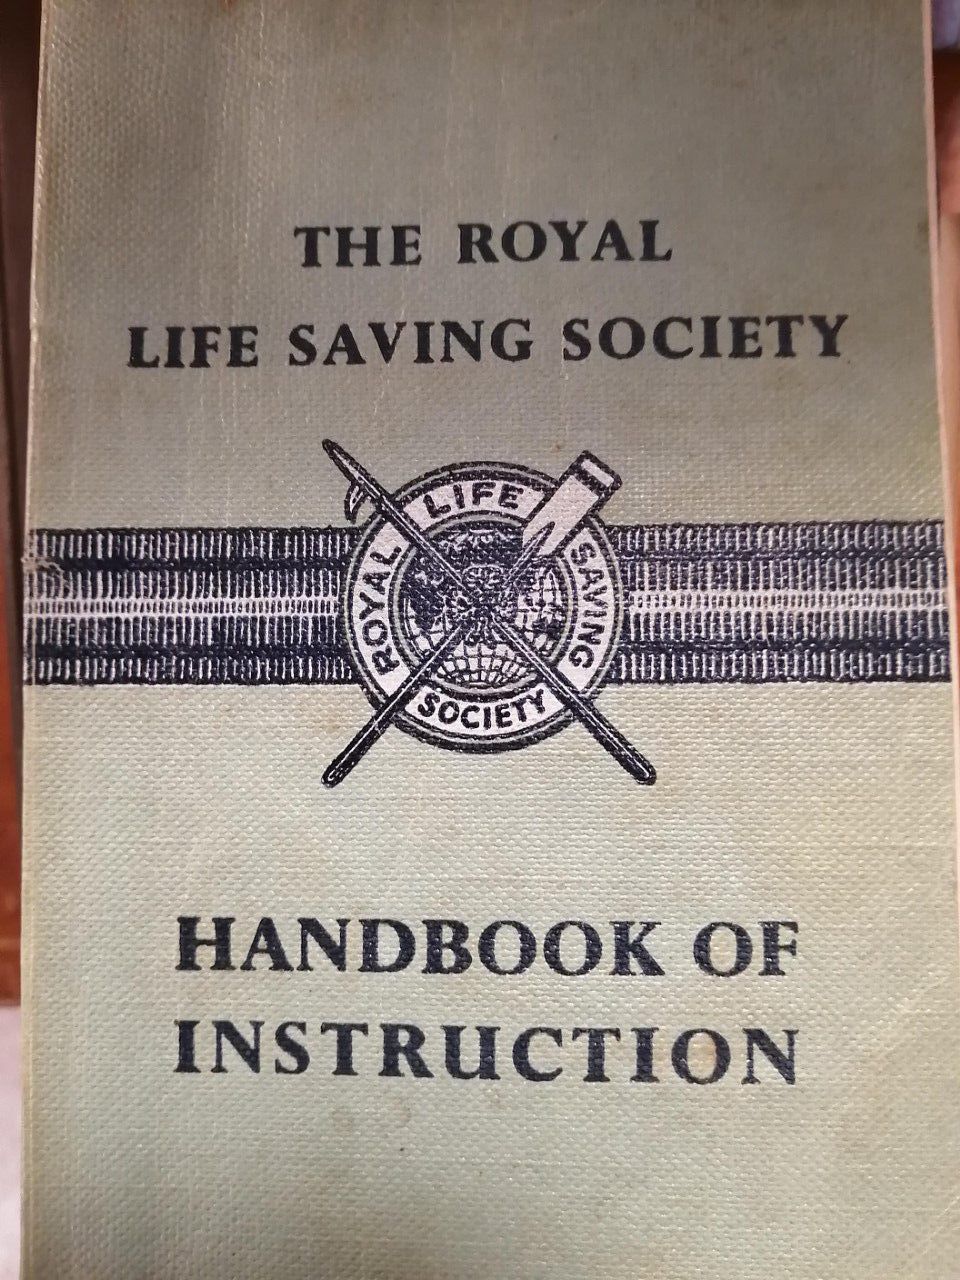 THE ROYAL
LIFE SAVING SOCIETY
ROYAL LIFE SAVING
SOCIETY
HANDBOOK OF
INSTRUCTION